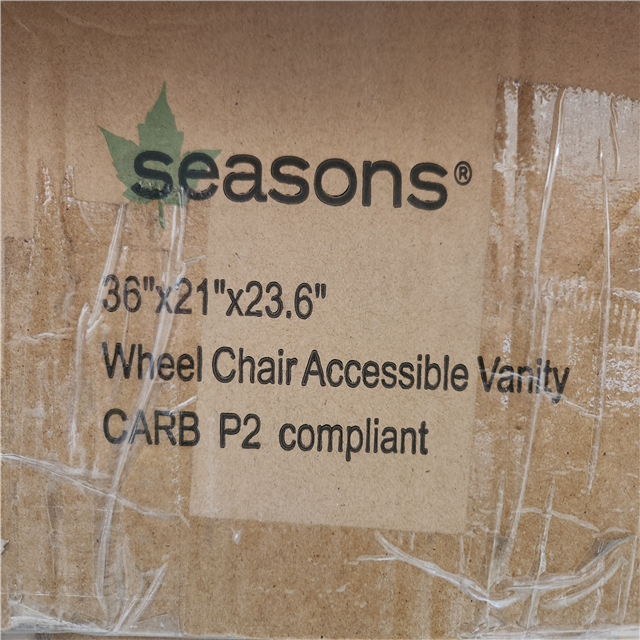 seasons®
36"x21"x23.6"
Wheel Chair Accessible Vanity
CARB P2 compliant